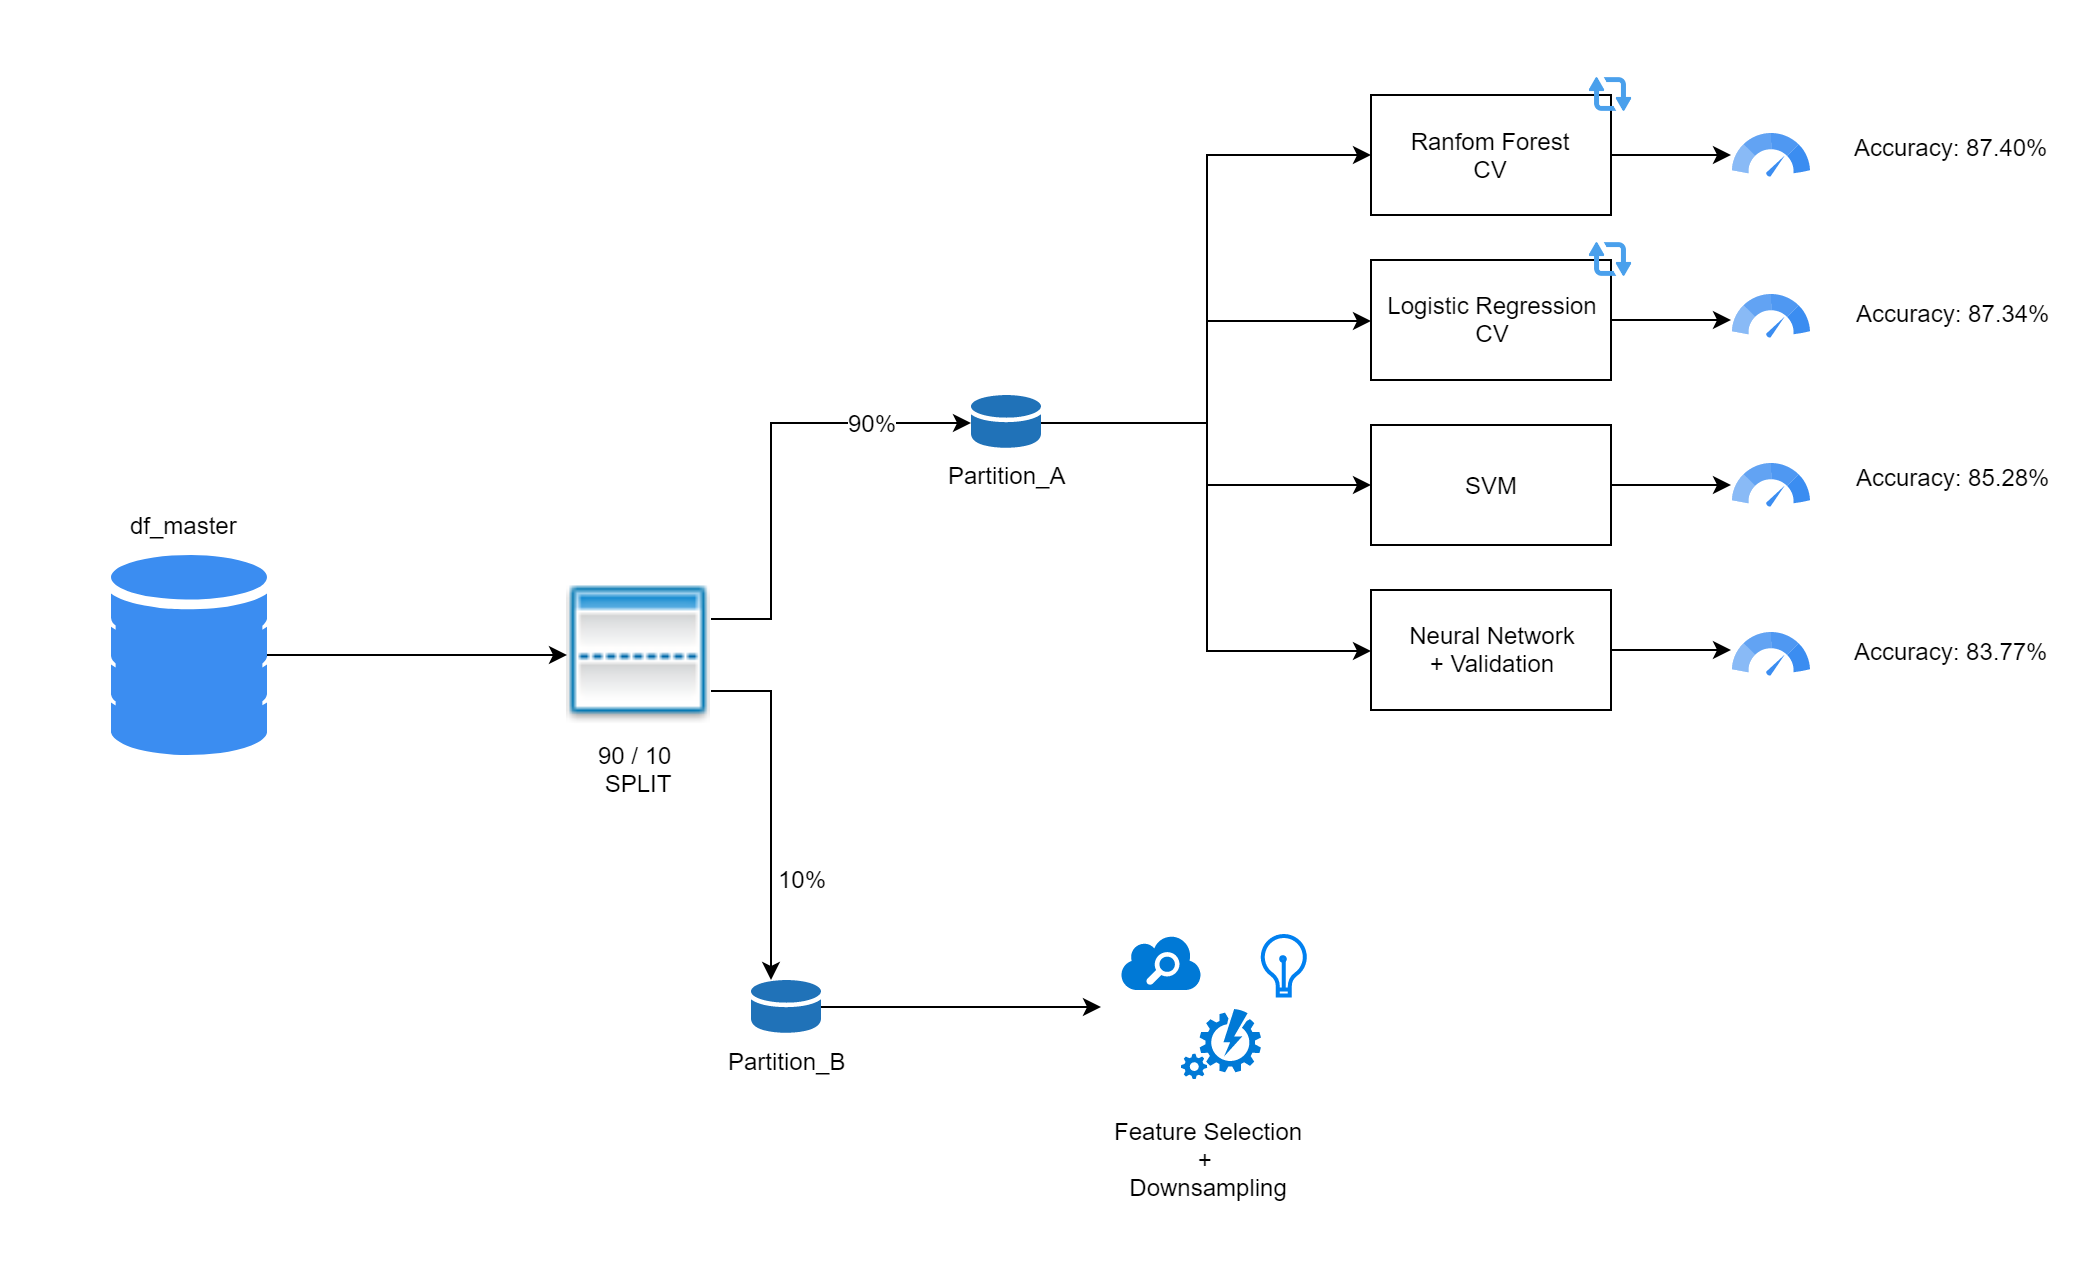 df_master
90 / 10
SPLIT
90%
Partition_A
10%
Partition_B
Feature Selection
+
Downsampling
Ranfom Forest
CV
Accuracy: 87.40%
Logistic Regression
CV
Accuracy: 87.34%
SVM
Accuracy: 85.28%
Neural Network
+ Validation
Accuracy: 83.77%